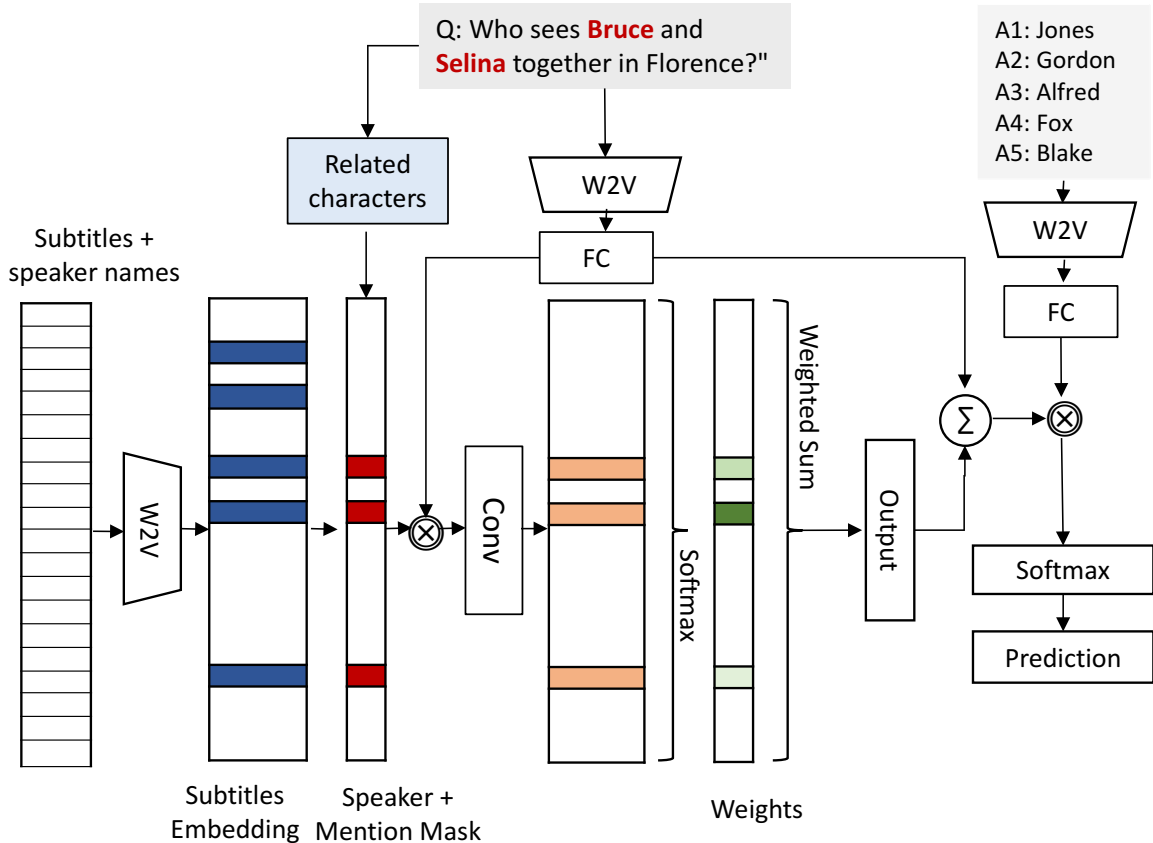 Q: Who sees Bruce and
Selina together in Florence?"
A1: Jones
A2: Gordon
A3: Alfred
A4: Fox
A5: Blake
Related
characters
W2V
W2V
Subtitles +
speaker names
FC
FC
W2V
Conv
Softmax
Weighted Sum
Output
Σ
Softmax
Prediction
Subtitles
Embedding
Speaker +
Mention Mask
Weights